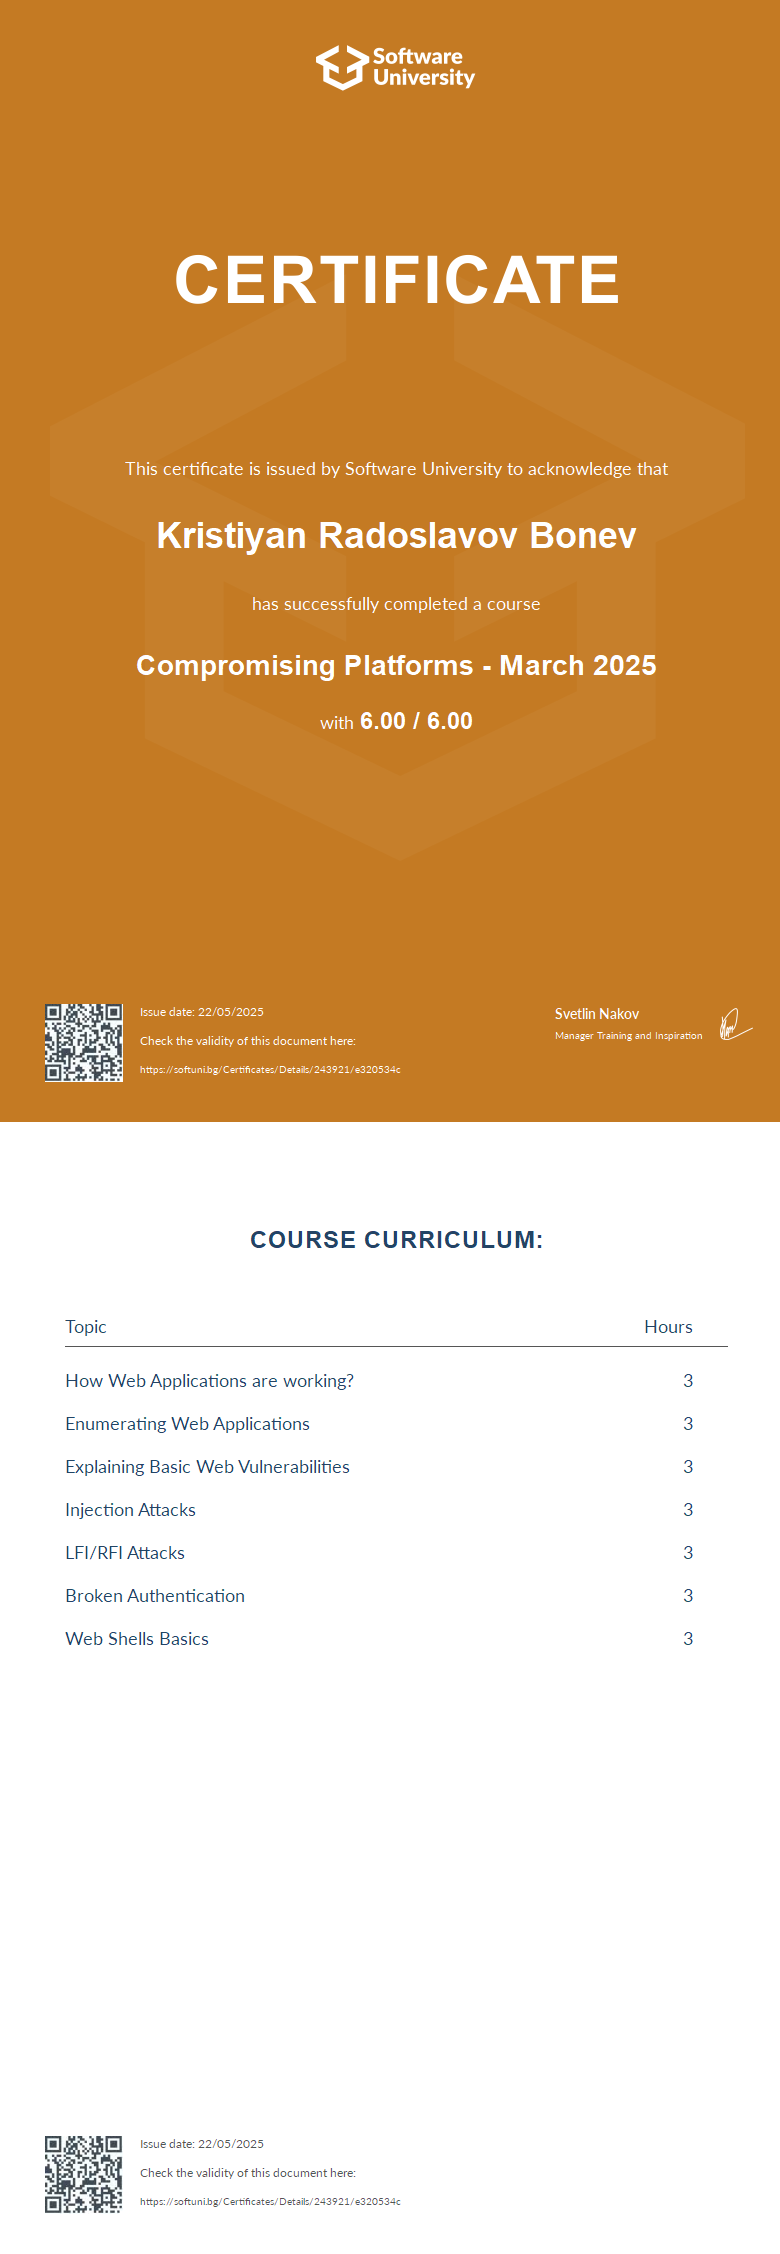 Software
University
CERTIFICATE
This certificate is issued by Software University to acknowledge that
Kristiyan Radoslavov Bonev
has successfully completed a course
Compromising Platforms - March 2025
with 6.00 / 6.00
Issue date: 22/05/2025
Check the validity of this document here:
https://softuni.bg/Certificates/Details/243921/e320534c
Svetlin Nakov
Manager Training and Inspiration
COURSE CURRICULUM:
Topic Hours
How Web Applications are working? 3
Enumerating Web Applications 3
Explaining Basic Web Vulnerabilities 3
Injection Attacks 3
LFI/RFI Attacks 3
Broken Authentication 3
Web Shells Basics 3
Issue date: 22/05/2025
Check the validity of this document here:
https://softuni.bg/Certificates/Details/243921/e320534c